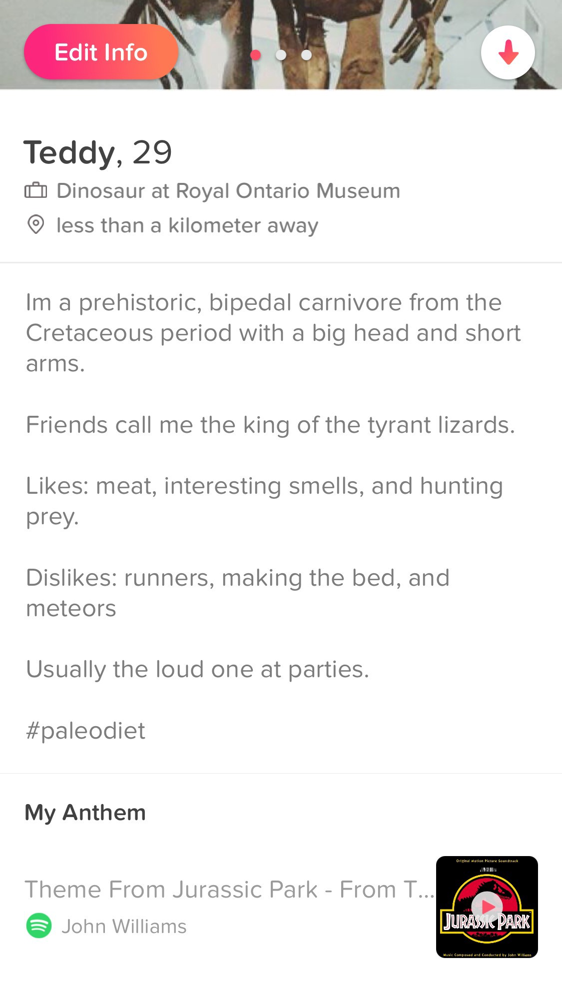 Edit Info
Teddy, 29
Dinosaur at Royal Ontario Museum
less than a kilometer away
Im a prehistoric, bipedal carnivore from the
Cretaceous period with a big head and short
arms.
Friends call me the king of the tyrant lizards.
Likes: meat, interesting smells, and hunting
prey.
Dislikes: runners, making the bed, and
meteors
Usually the loud one at parties.
#paleodiet
My Anthem
Theme From Jurassic Park - From T...
John Williams
Original Motion Picture Soundtrack
JURASSIC PARK
Music Composed and Conducted by John Williams